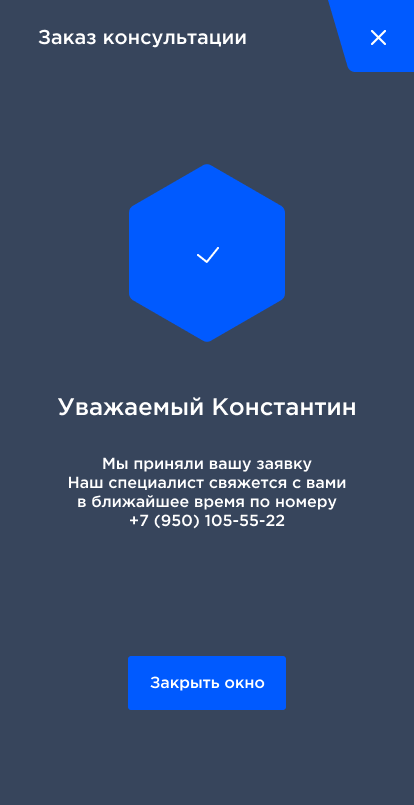 Заказ консультации
Уважаемый Константин
Мы приняли вашу заявку
Наш специалист свяжется с вами
в ближайшее время по номеру
+7 (950) 105-55-22
Закрыть окно